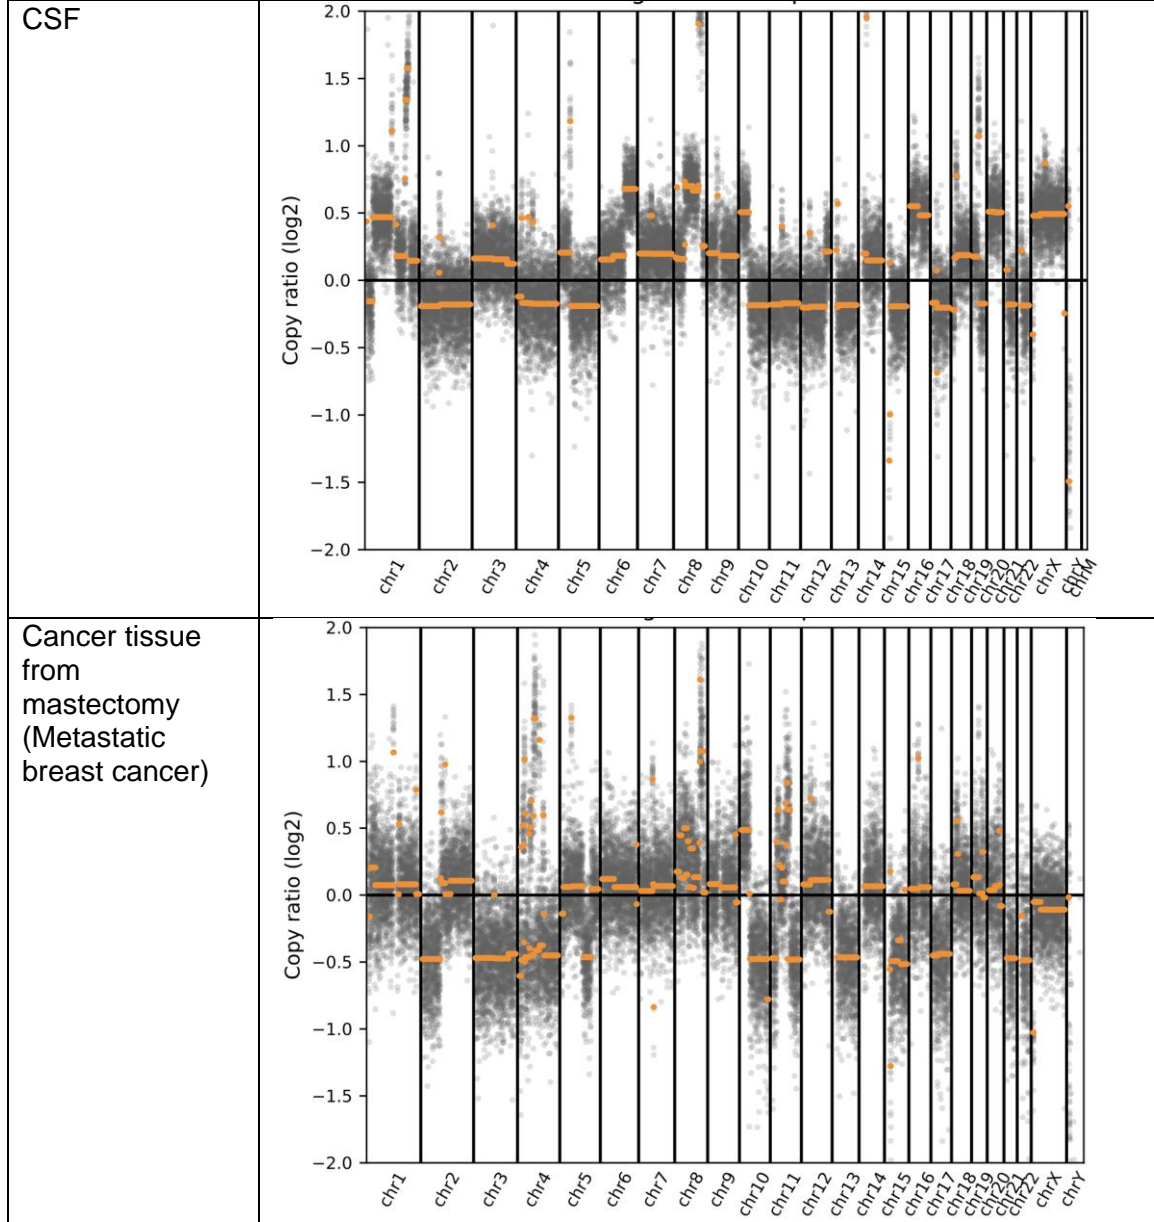 CSF
2.0
1.5
1.0
0.5
0.0
−0.5
−1.0
−1.5
−2.0
Copy ratio (log2)
chr1 chr2 chr3 chr4 chr5 chr6 chr7 chr8 chr9 chr10 chr11 chr12 chr13 chr14 chr15 chr16 chr17 chr18 chr19 chr20 chr21 chr22 chrX chrY chrM
Cancer tissue
from
mastectomy
(Metastatic
breast cancer)
2.0
1.5
1.0
0.5
0.0
−0.5
−1.0
−1.5
−2.0
Copy ratio (log2)
chr1 chr2 chr3 chr4 chr5 chr6 chr7 chr8 chr9 chr10 chr11 chr12 chr13 chr14 chr15 chr16 chr17 chr18 chr19 chr20 chr21 chr22 chrX chrY